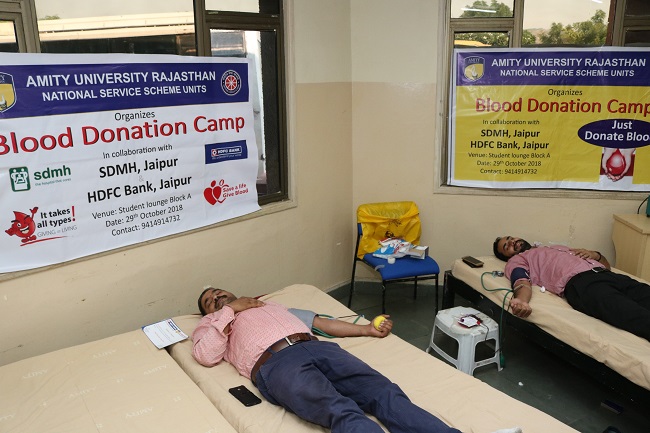 AMITY UNIVERSITY RAJASTHAN
NATIONAL SERVICE SCHEME UNITS
Organizes
Blood Donation Camp
In collaboration with
SDMH, Jaipur
HDFC Bank, Jaipur
Venue: Student lounge Block A
Date: 29th October 2018
Contact: 9414914732
sdmh
It takes
all types!
GIVING is LIVING
HDFC BANK
Save a life
Give Blood
AMITY UNIVERSITY RAJASTHAN
NATIONAL SERVICE SCHEME UNITS
Organizes
Blood Donation Camp
In collaboration with
SDMH, Jaipur
HDFC Bank, Jaipur
Venue: Student lounge Block A
Date: 29th October 2018
Contact: 9414914732
Just
Donate Blood